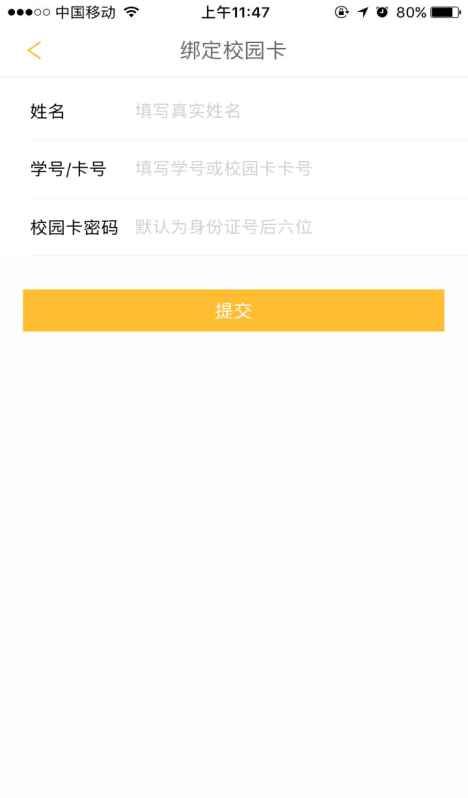 中国移动 上午11:47 80%
绑定校园卡
姓名 填写真实姓名
学号/卡号 填写学号或校园卡卡号
校园卡密码 默认为身份证号后六位
提交